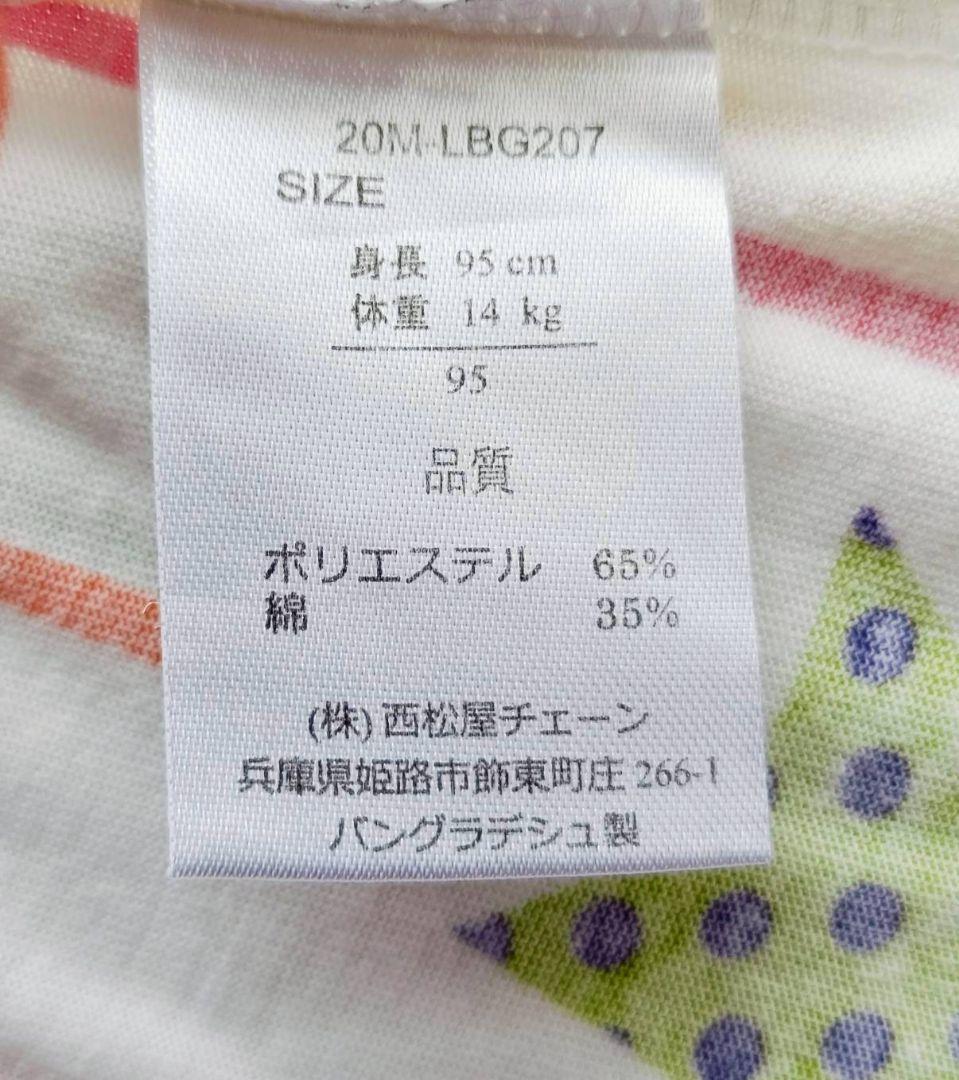 20M-LBG207
SIZE
身長 95 cm
体重 14 kg
95
品質
ポリエステル 65%
綿 35%
(株) 西松屋チェーン
兵庫県姫路市飾東町庄 266-1
バングラデシュ製